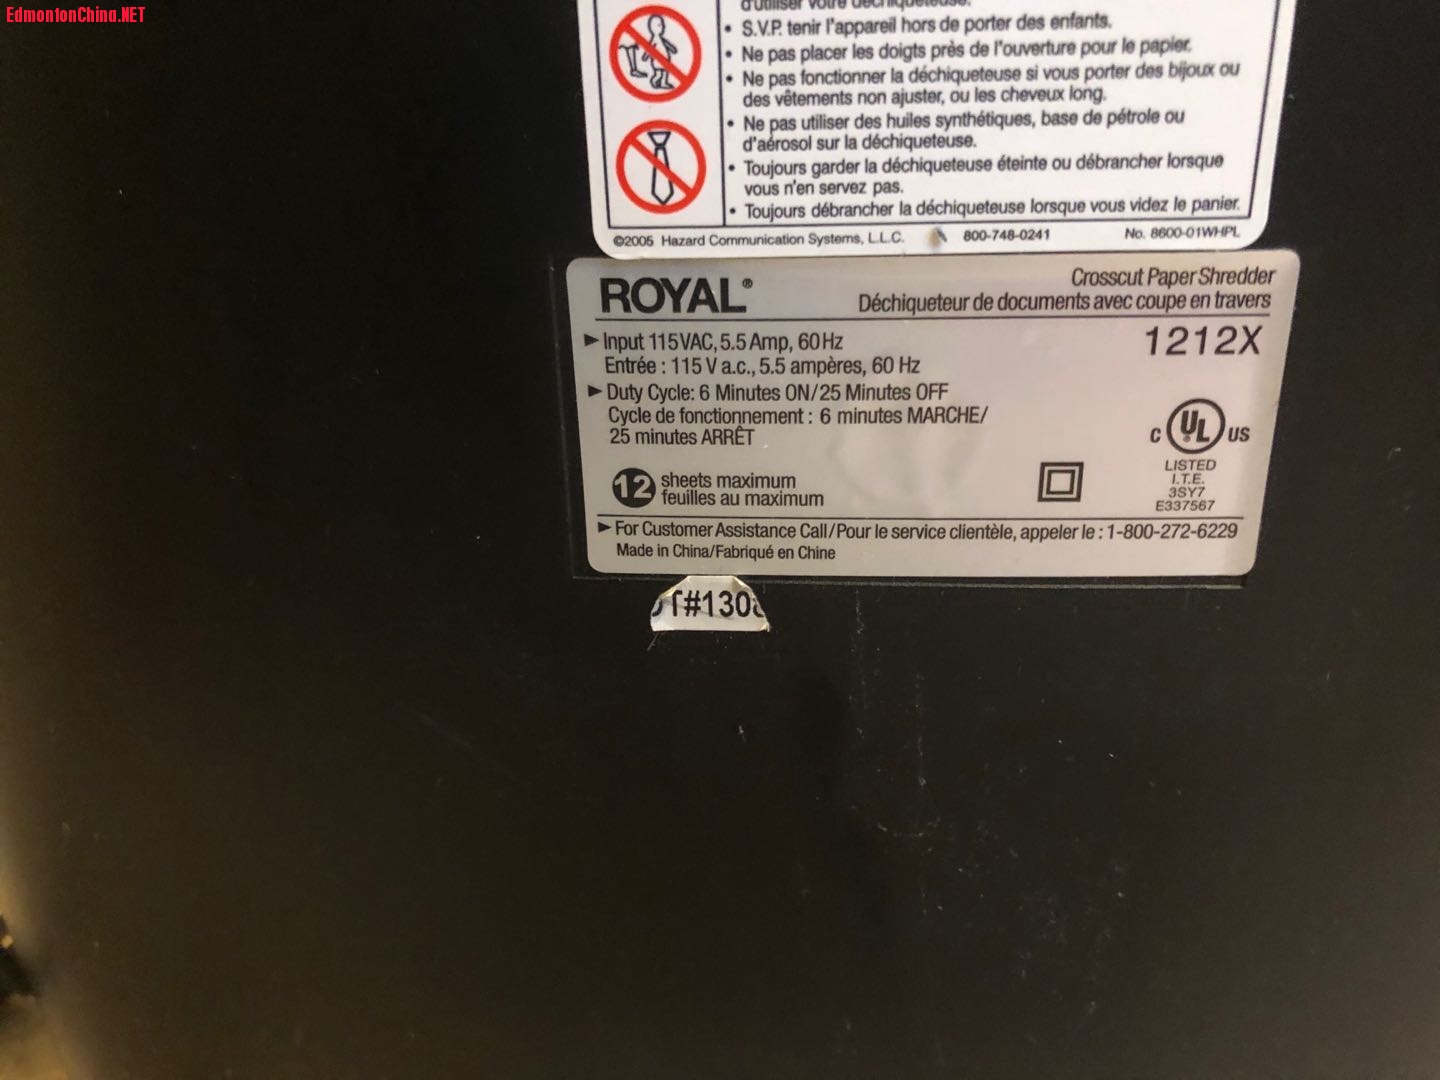 EdmontonChina.NET
d'utiliser votre déchiqueteuse.
• S.V.P. tenir l'appareil hors de porter des enfants.
• Ne pas placer les doigts près de l'ouverture pour le papier.
• Ne pas fonctionner la déchiqueteuse si vous porter des bijoux ou
des vêtements non ajuster, ou les cheveux long.
• Ne pas utiliser des huiles synthétiques, base de pétrole ou
d'aérosol sur la déchiqueteuse.
• Toujours garder la déchiqueteuse éteinte ou débrancher lorsque
vous n'en servez pas.
• Toujours débrancher la déchiqueteuse lorsque vous videz le panier.
©2005 Hazard Communication Systems, L.L.C. 800-748-0241 No. 8600-01WHPL
ROYAL®
Crosscut Paper Shredder
Déchiqueteur de documents avec coupe en travers
1212X
Input 115VAC, 5.5 Amp, 60Hz
Entrée : 115 V a.c., 5.5 ampères, 60 Hz
Duty Cycle: 6 Minutes ON/25 Minutes OFF
Cycle de fonctionnement : 6 minutes MARCHE/
25 minutes ARRÊT
12 sheets maximum
feuilles au maximum
C UL US
LISTED
I.T.E.
3SY7
E337567
For Customer Assistance Call/Pour le service clientèle, appeler le : 1-800-272-6229
Made in China/Fabriqué en Chine
T#130